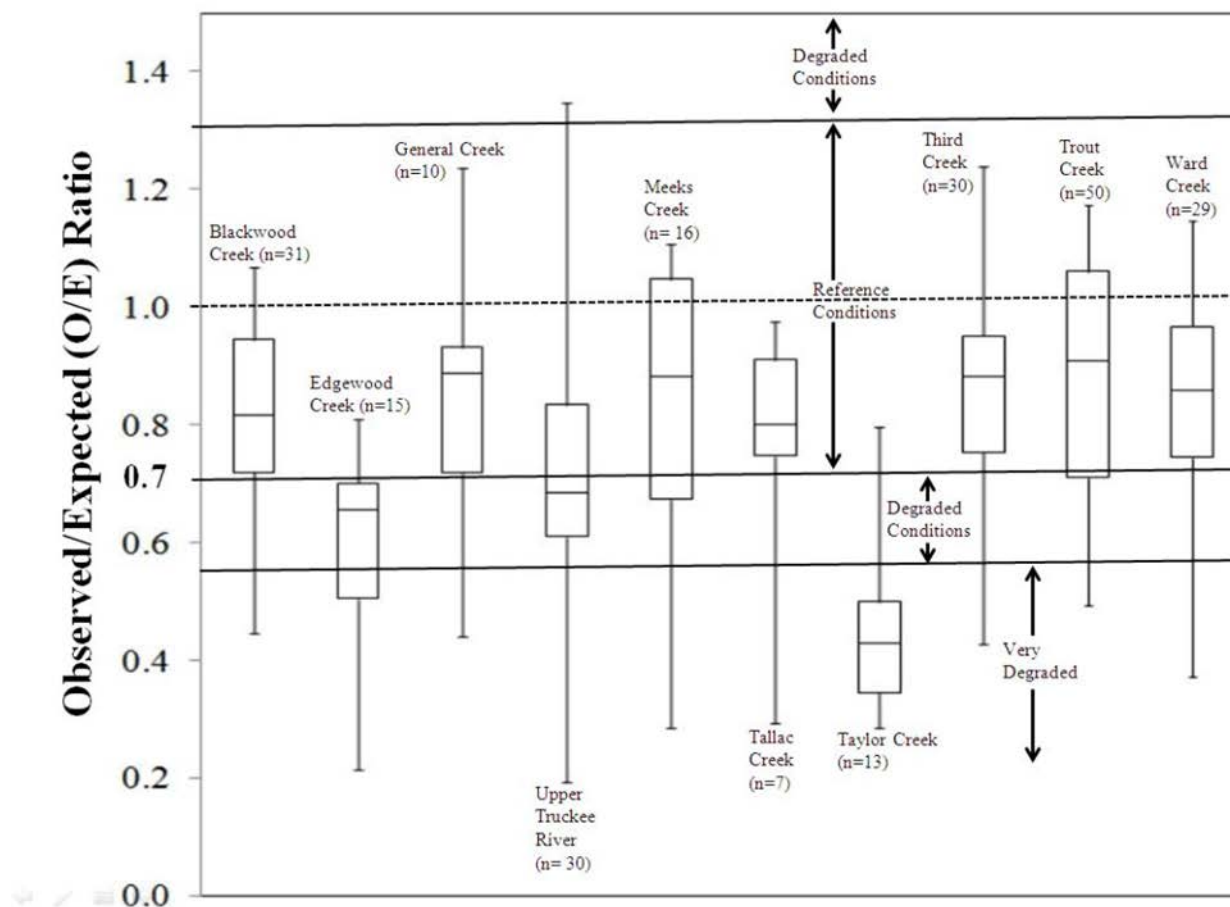 Observed/Expected (O/E) Ratio
1.4
1.2
1.0
0.8
0.7
0.6
0.4
0.2
0.0
Blackwood
Creek (n=31)
Edgewood
Creek (n=15)
General Creek
(n=10)
Upper
Truckee
River
(n= 30)
Meeks
Creek
(n= 16)
Tallac
Creek
(n=7)
Taylor Creek
(n=13)
Third
Creek
(n=30)
Trout
Creek
(n=50)
Ward
Creek
(n=29)
Degraded
Conditions
Reference
Conditions
Degraded
Conditions
Very
Degraded